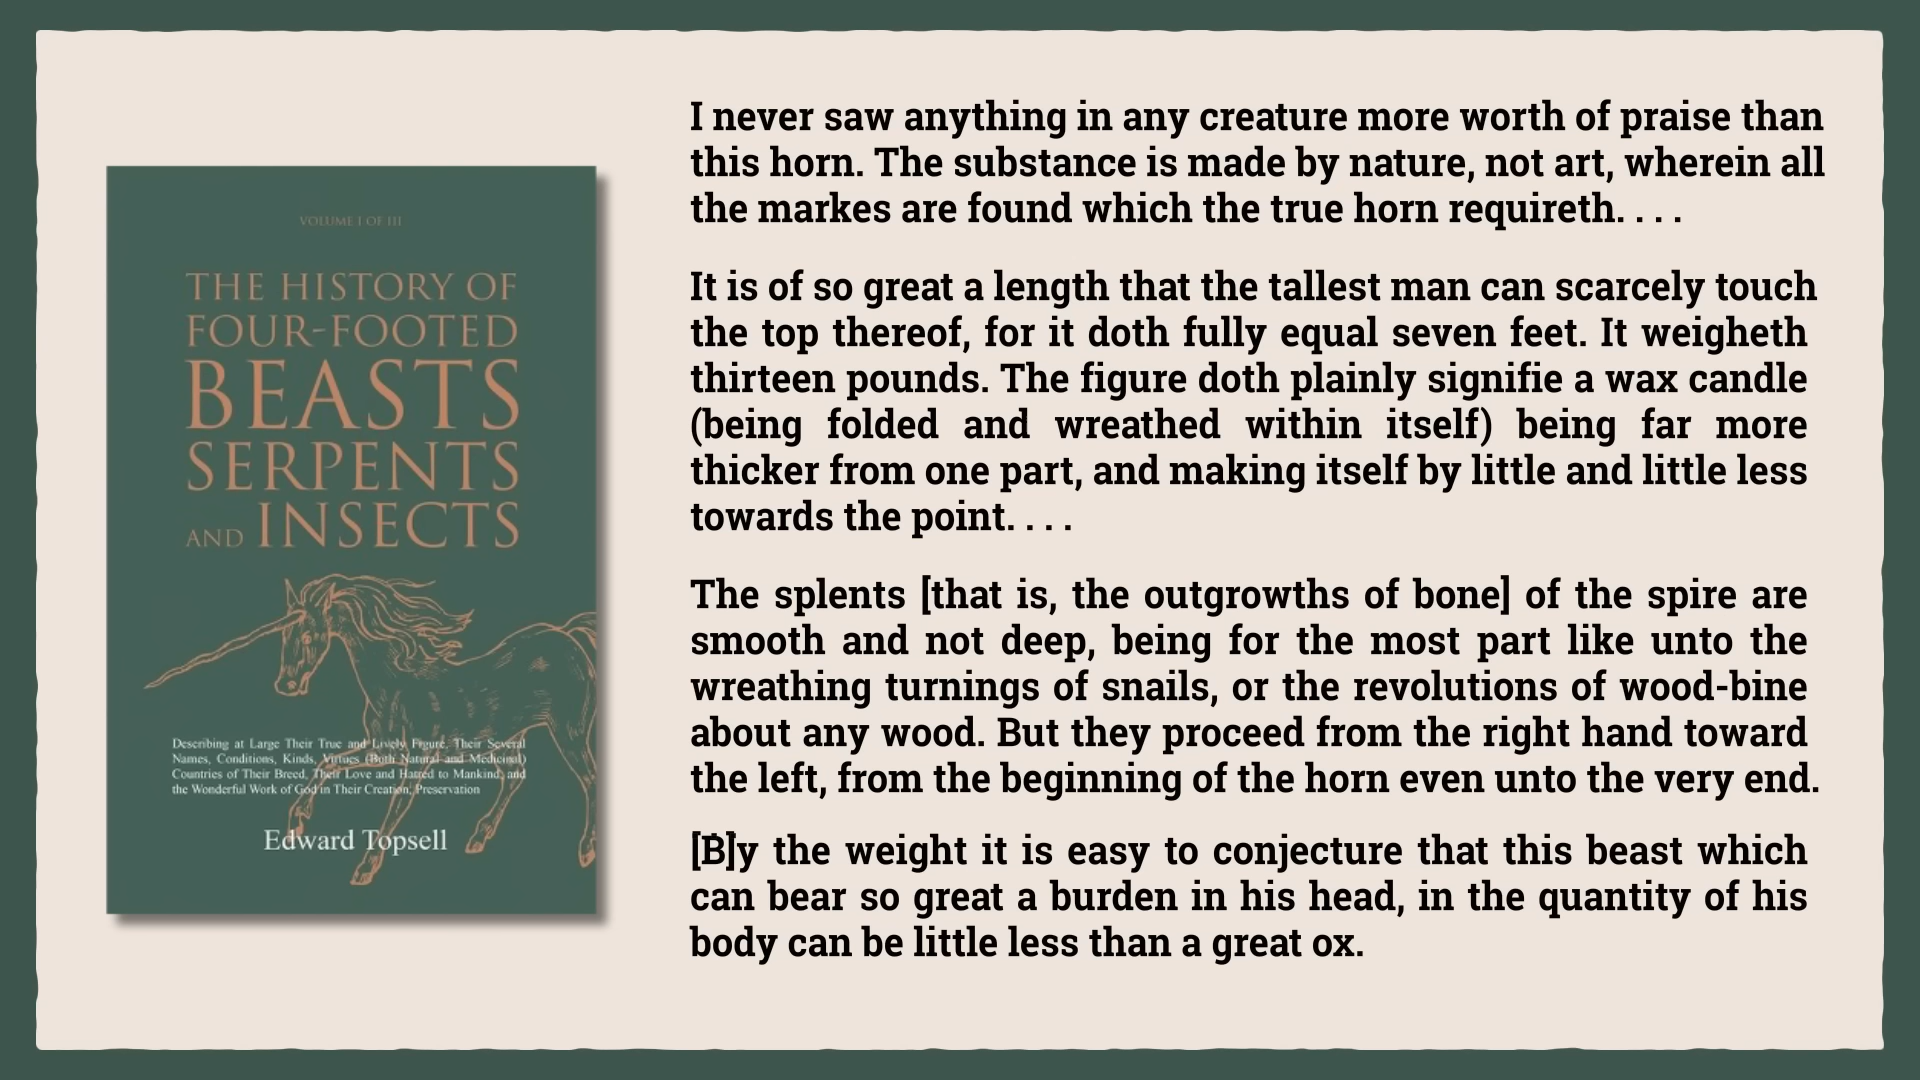 VOLUME I OF III
THE HISTORY OF
FOUR-FOOTED
BEASTS
SERPENTS
AND INSECTS
Describing at Large Their True and Lively Figure, Their Several
Names, Conditions, Kinds, Virtues (Both Natural and Medicinal)
Countries of Their Breed, Their Love and Hatred to Mankind, and
the Wonderful Work of God in Their Creation, Preservation
Edward Topsell
I never saw anything in any creature more worth of praise than
this horn. The substance is made by nature, not art, wherein all
the markes are found which the true horn requireth. . . .
It is of so great a length that the tallest man can scarcely touch
the top thereof, for it doth fully equal seven feet. It weigheth
thirteen pounds. The figure doth plainly signifie a wax candle
(being folded and wreathed within itself) being far more
thicker from one part, and making itself by little and little less
towards the point. . . .
The splents [that is, the outgrowths of bone] of the spire are
smooth and not deep, being for the most part like unto the
wreathing turnings of snails, or the revolutions of wood-bine
about any wood. But they proceed from the right hand toward
the left, from the beginning of the horn even unto the very end.
[B]y the weight it is easy to conjecture that this beast which
can bear so great a burden in his head, in the quantity of his
body can be little less than a great ox.